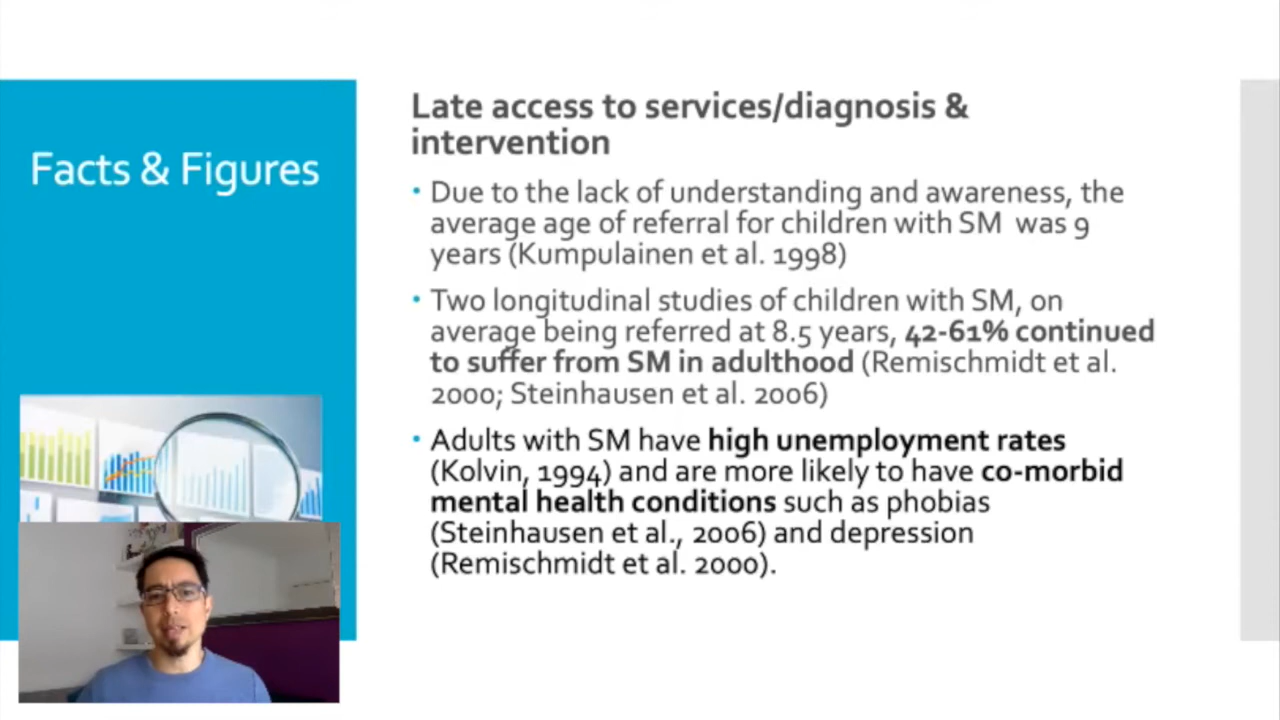 Facts & Figures
Late access to services/diagnosis &
intervention
• Due to the lack of understanding and awareness, the
average age of referral for children with SM  was 9
years (Kumpulainen et al. 1998)
• Two longitudinal studies of children with SM, on
average being referred at 8.5 years, 42-61% continued
to suffer from SM in adulthood (Remischmidt et al.
2000; Steinhausen et al. 2006)
• Adults with SM have high unemployment rates
(Kolvin, 1994) and are more likely to have co-morbid
mental health conditions such as phobias
(Steinhausen et al., 2006) and depression
(Remischmidt et al. 2000).